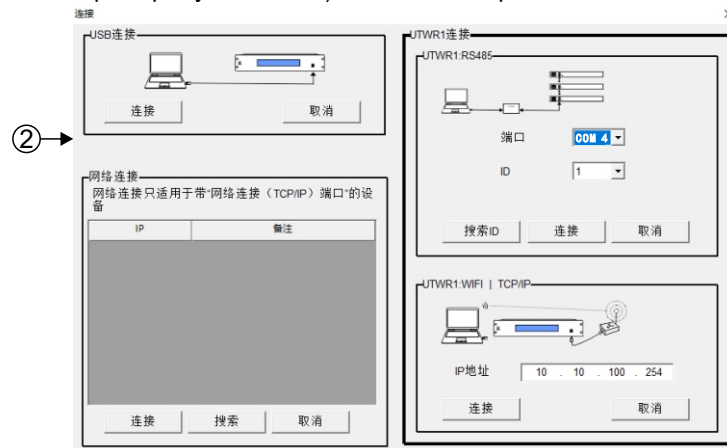 连接
USB连接
连接 取消
②
网络连接
网络连接只适用于带“网络连接（TCP/IP）端口”的设
备
IP 备注
连接 搜索 取消
UTWR1连接
UTWR1:RS485
端口 COM 4
ID 1
搜索ID 连接 取消
UTWR1:WIFI | TCP/IP
IP地址 10 . 10 . 100 . 254
连接 取消